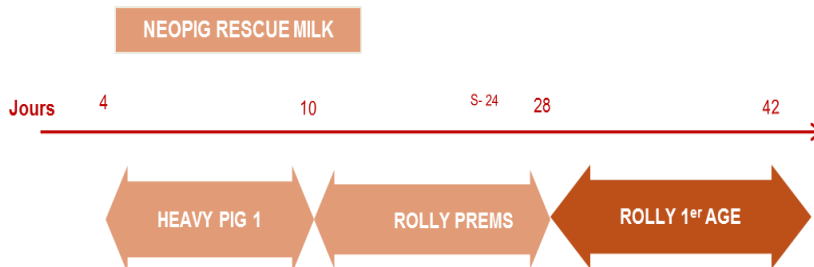 NEOPIG RESCUE MILK
Jours 4 10 S- 24 28 42
HEAVY PIG 1 ROLLY PREMS ROLLY 1er AGE